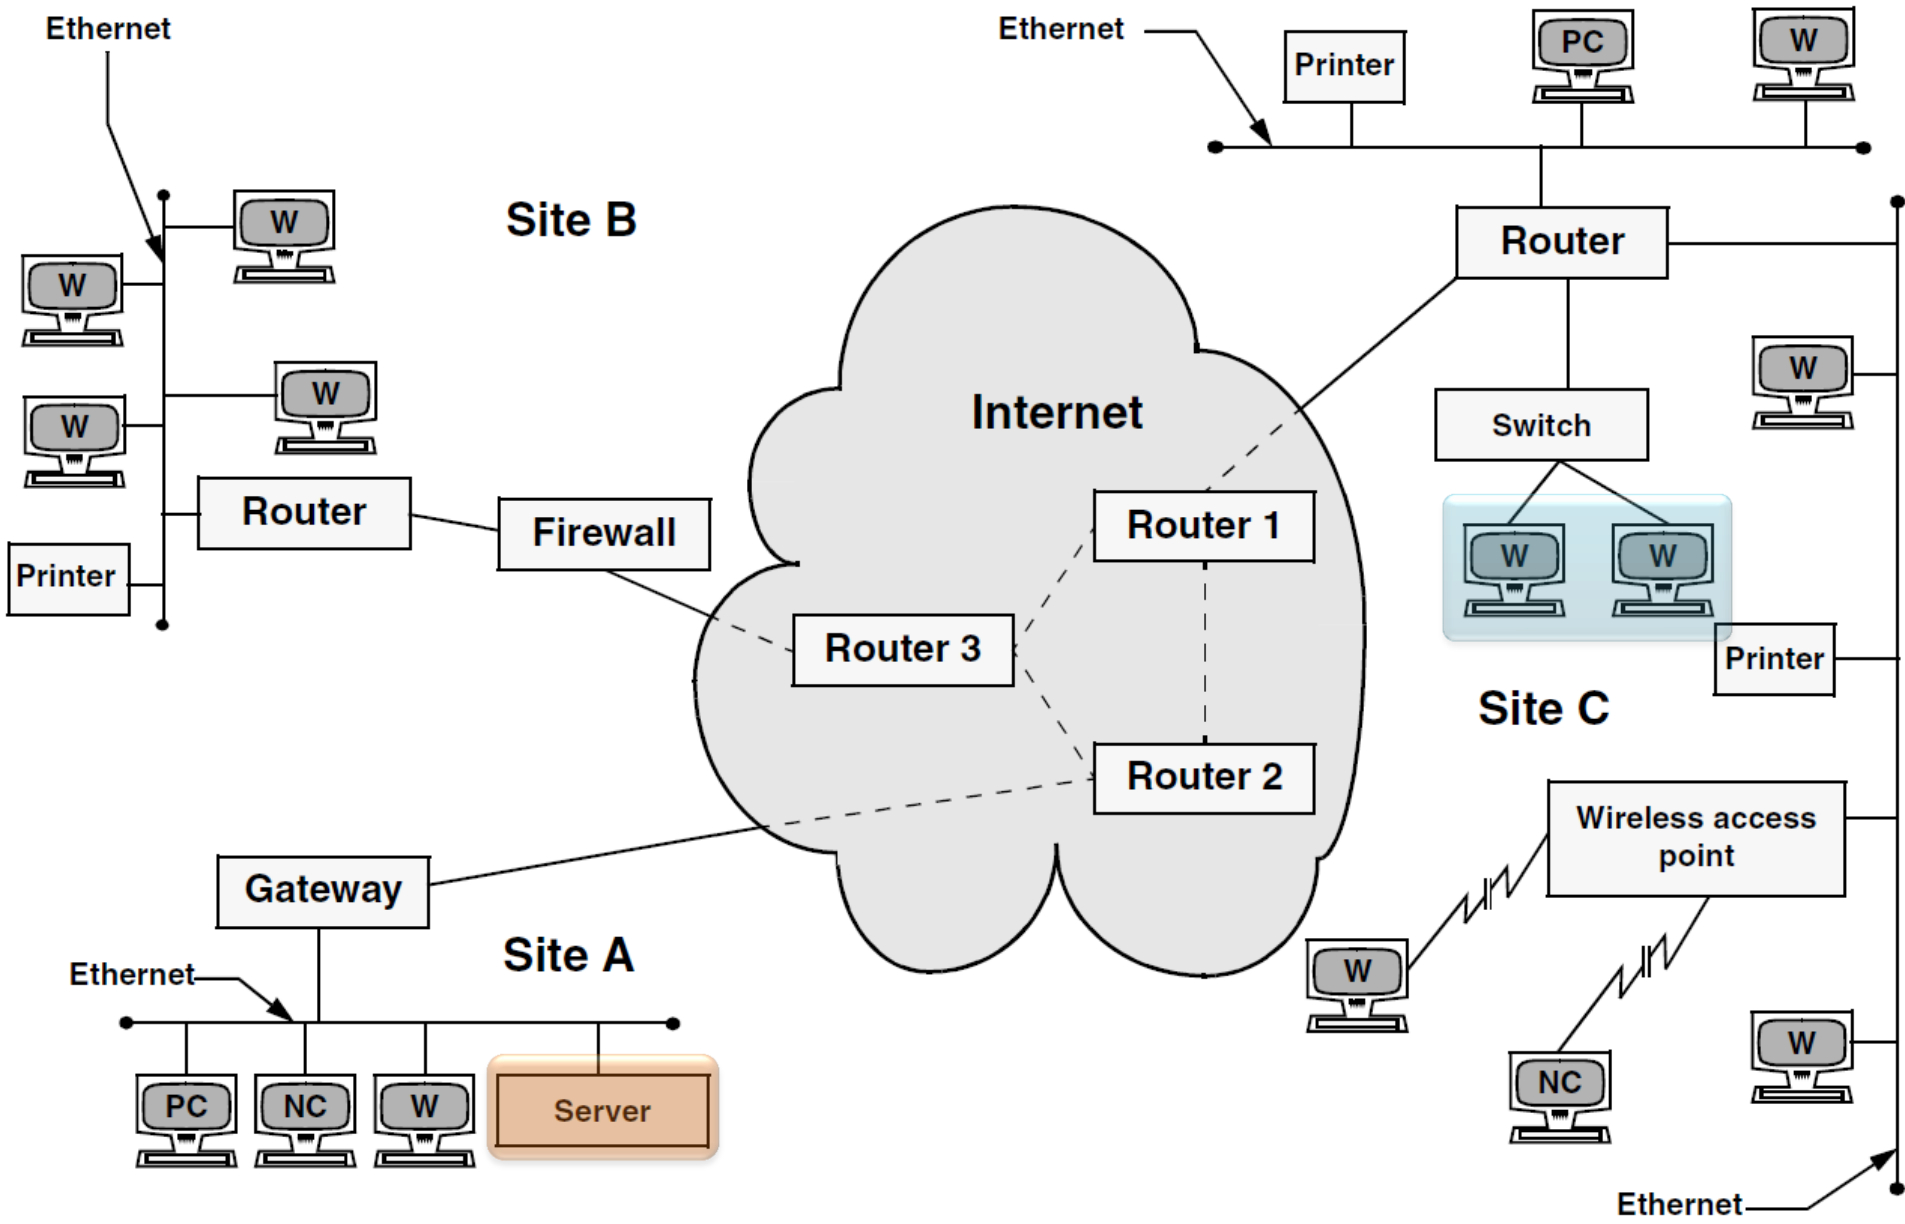 Ethernet
Ethernet
Printer
PC
W
W
Site B
Router
W
W
Internet
W
W
Switch
Router
Firewall
Router 1
W
W
Printer
Router 3
Printer
Site C
Router 2
Wireless access
point
Gateway
Site A
Ethernet
W
W
NC
PC
NC
W
Server
Ethernet